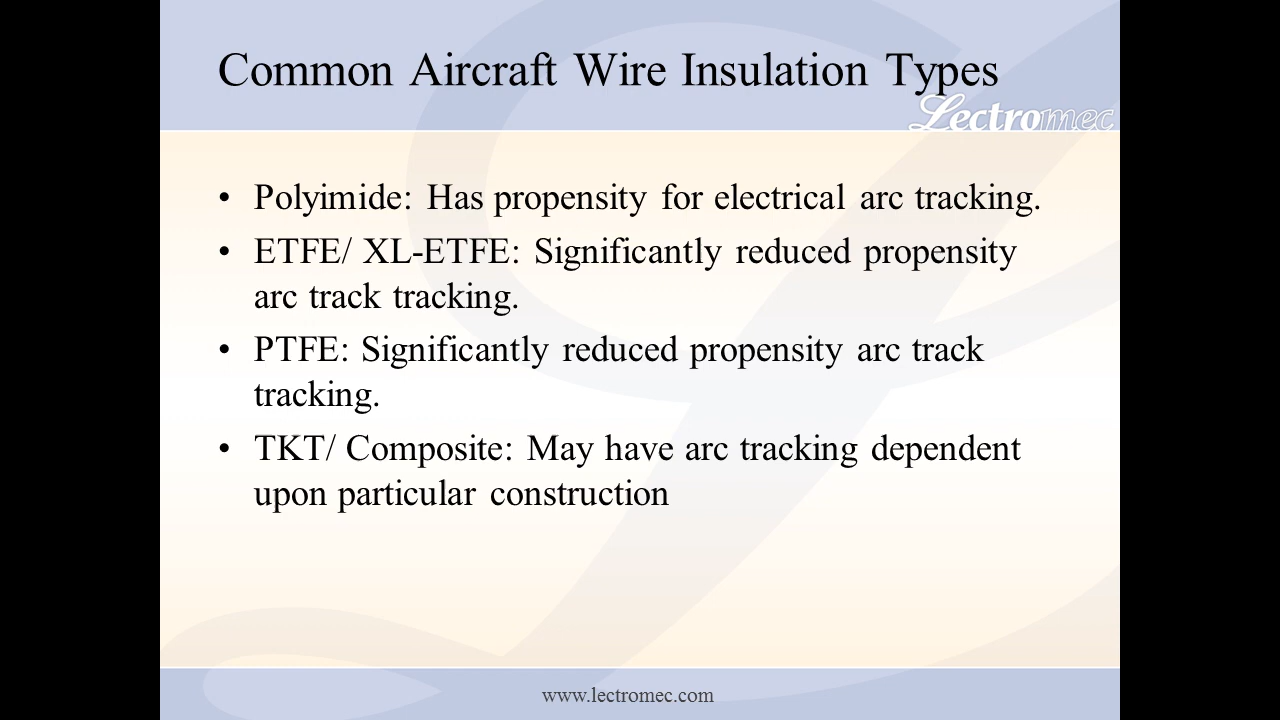 Common Aircraft Wire Insulation Types
Lectromec
• Polyimide: Has propensity for electrical arc tracking.
• ETFE/ XL-ETFE: Significantly reduced propensity
arc track tracking.
• PTFE: Significantly reduced propensity arc track
tracking.
• TKT/ Composite: May have arc tracking dependent
upon particular construction
www.lectromec.com